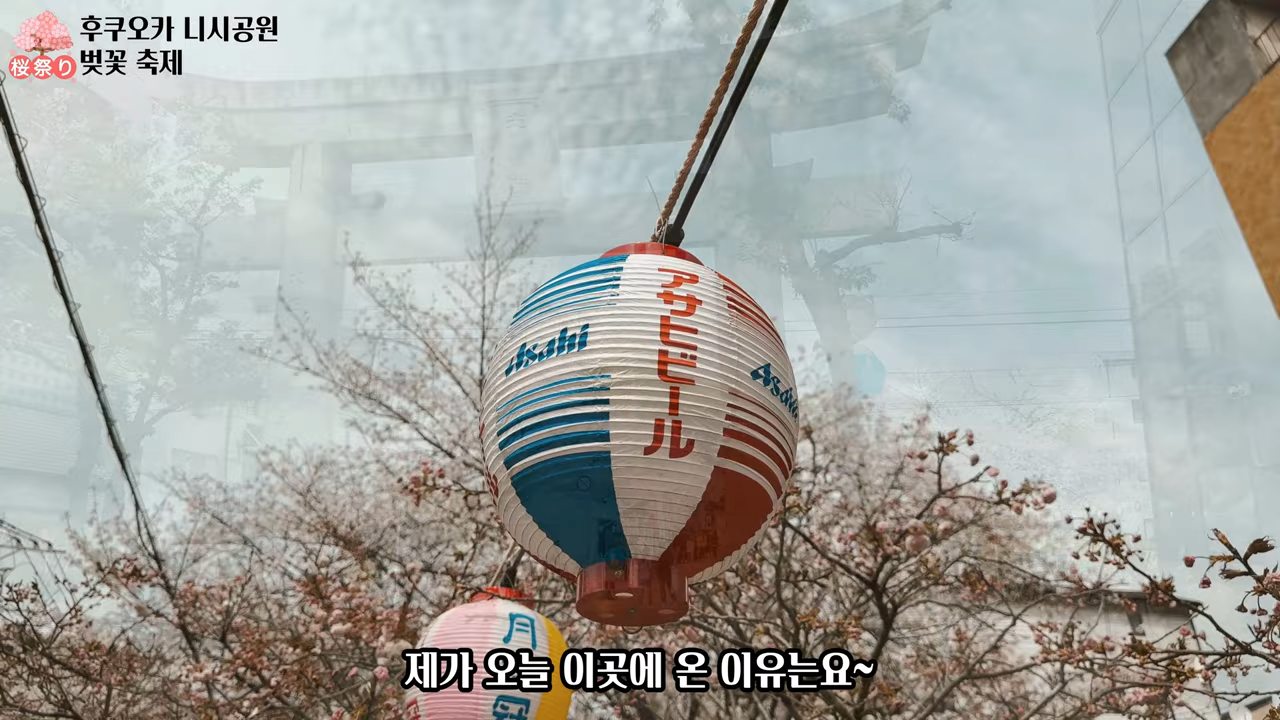 후쿠오카 니시공원
벚꽃 축제
桜祭り
Asahi
アサヒビール
Asahi
月
제가 오늘 이곳에 온 이유는요~